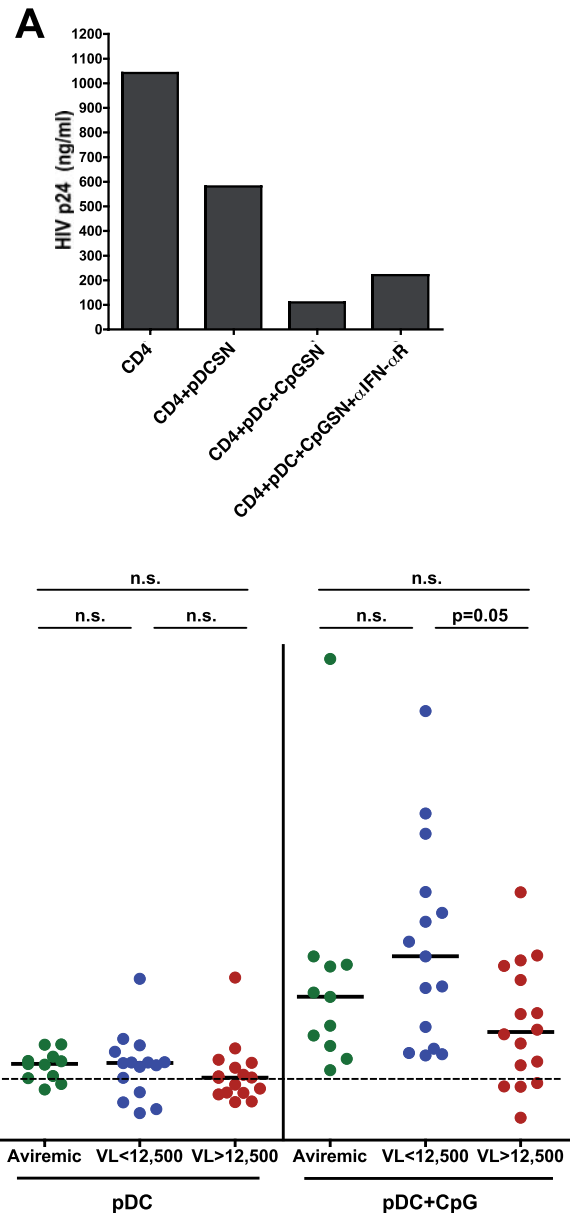 A
1200
1100
1000
900
800
700
600
500
400
300
200
100
0
HIV p24 (ng/ml)
CD4
CD4+pDCSN
CD4+pDC+CpGSN
CD4+pDC+CpGSN+αIFN-αR
n.s.
n.s.
n.s. n.s.
n.s. p=0.05
Aviremic VL<12,500 VL>12,500
Aviremic VL<12,500 VL>12,500
pDC
pDC+CpG